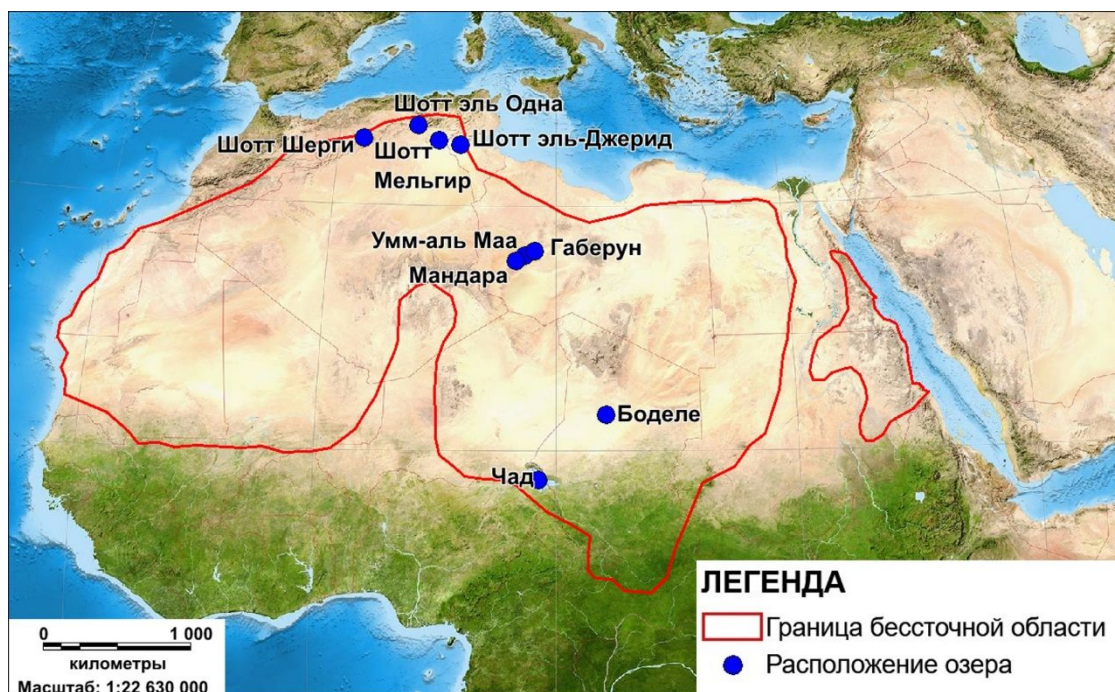 Шотт эль Одна
Шотт Шерги
Шотт
Мельгир
Шотт эль-Джерид
Умм-аль Маа
Габерун
Мандара
Боделе
Чад
ЛЕГЕНДА
Граница бессточной области
Расположение озера
0 1 000
километры
Масштаб: 1:22 630 000